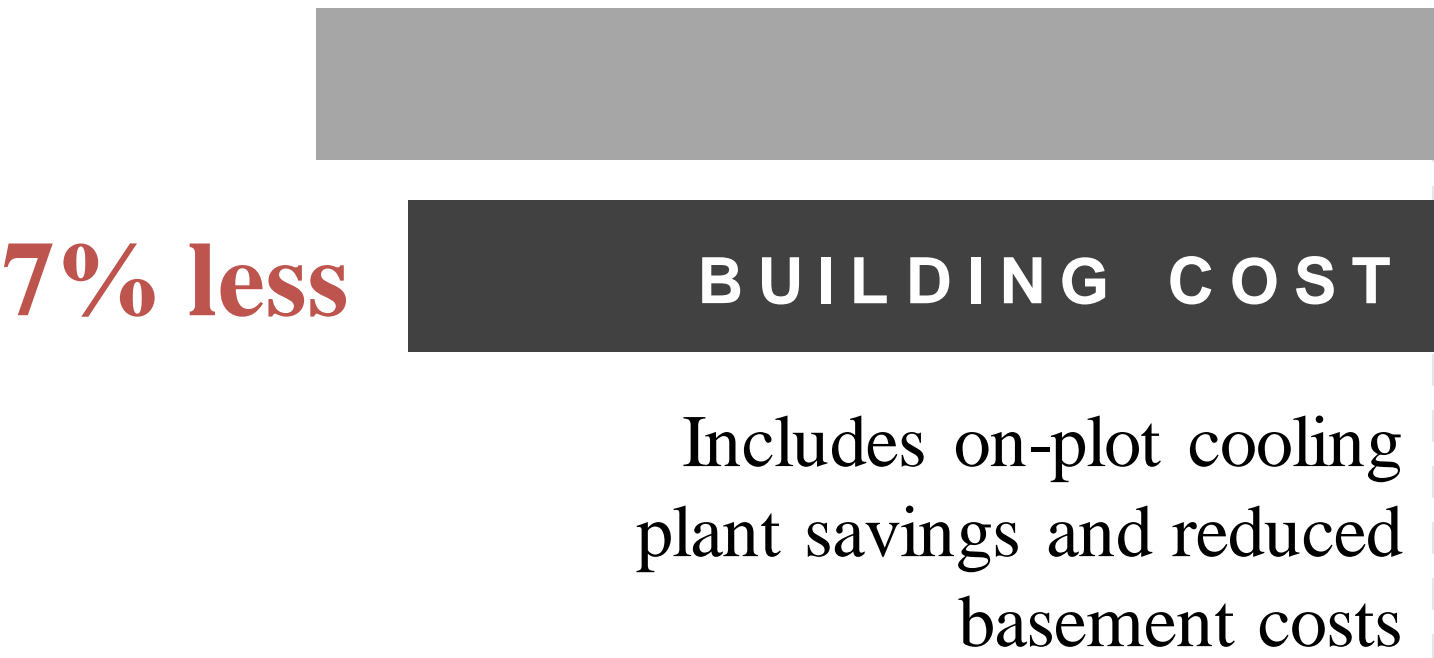 7% less
BUILDING COST
Includes on-plot cooling
plant savings and reduced
basement costs